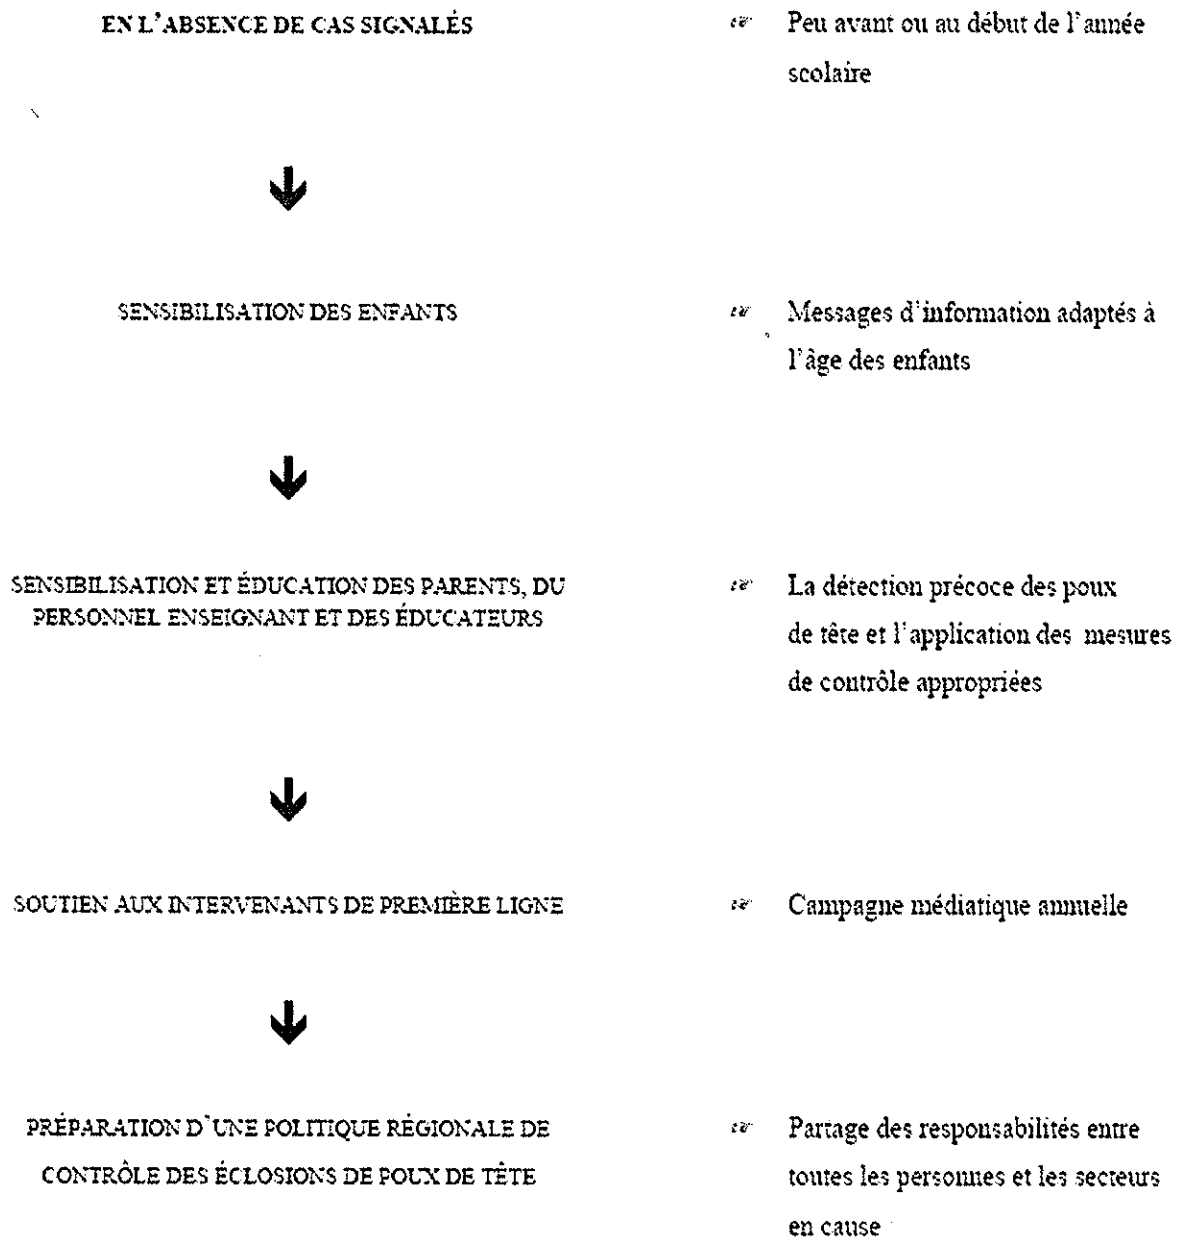 EN L'ABSENCE DE CAS SIGNALÉS
☞ Peu avant ou au début de l'année
scolaire
SENSIBILISATION DES ENFANTS
☞ Messages d'information adaptés à
l'âge des enfants
SENSIBILISATION ET ÉDUCATION DES PARENTS, DU
PERSONNEL ENSEIGNANT ET DES ÉDUCATEURS
☞ La détection précoce des poux
de tête et l'application des mesures
de contrôle appropriées
SOUTIEN AUX INTERVENANTS DE PREMIÈRE LIGNE
☞ Campagne médiatique annuelle
PRÉPARATION D'UNE POLITIQUE RÉGIONALE DE
CONTRÔLE DES ÉCLOSIONS DE POUX DE TÊTE
☞ Partage des responsabilités entre
toutes les personnes et les secteurs
en cause